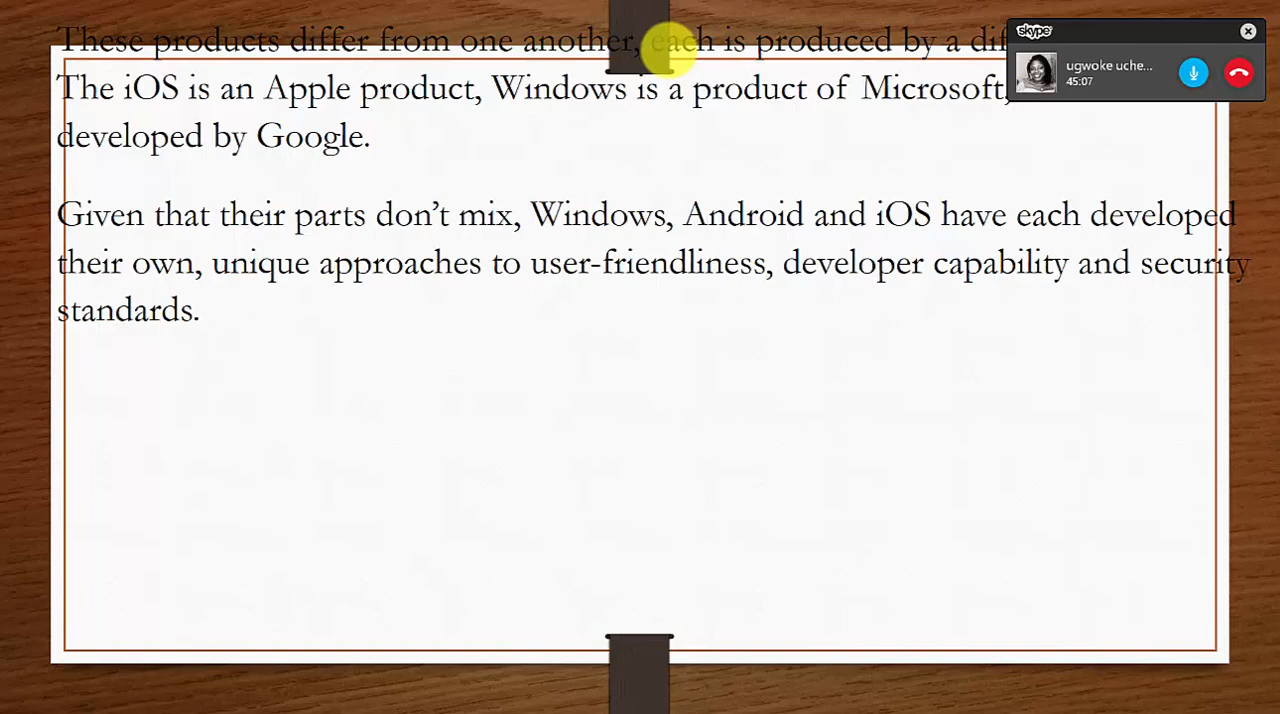 These products differ from one another, each is produced by a
The iOS is an Apple product, Windows is a product of Microsoft,
developed by Google.
Given that their parts don't mix, Windows, Android and iOS have each developed
their own, unique approaches to user-friendliness, developer capability and security
standards.
skype
ugwoke uche...
45:07